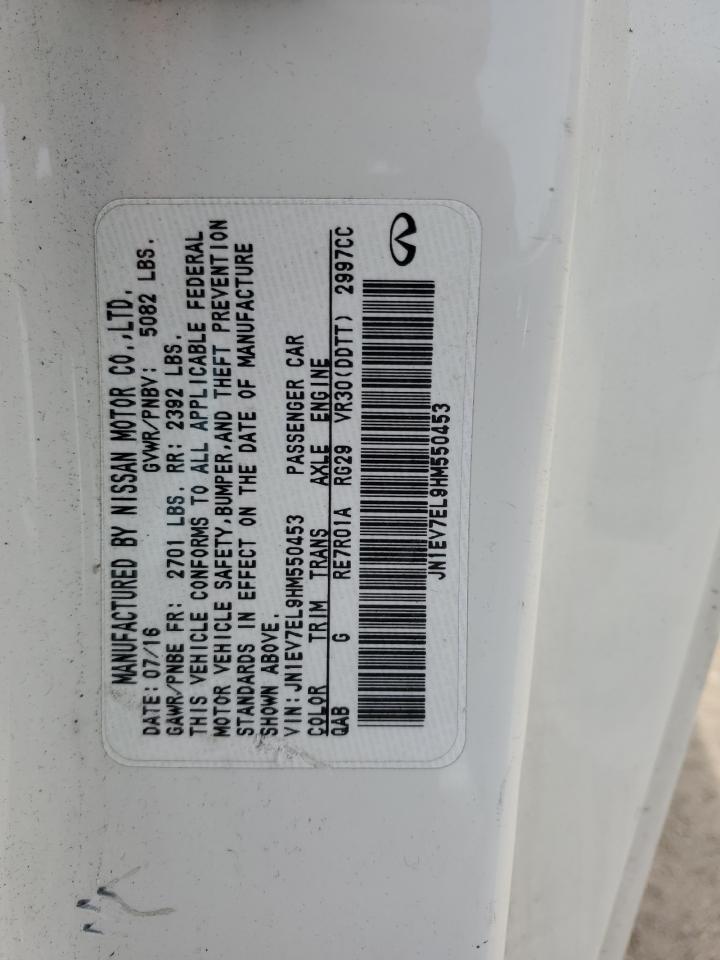 MANUFACTURED BY NISSAN MOTOR CO.,LTD.
DATE: 07/16 GVWR/PNBV: 5082 LBS.
GAWR/PNBE FR: 2701 LBS. RR: 2392 LBS.
THIS VEHICLE CONFORMS TO ALL APPLICABLE FEDERAL
MOTOR VEHICLE SAFETY,BUMPER,AND THEFT PREVENTION
STANDARDS IN EFFECT ON THE DATE OF MANUFACTURE
SHOWN ABOVE.
VIN: JN1EV7EL9HM550453 PASSENGER CAR
COLOR TRIM TRANS AXLE ENGINE
QAB G RE7R01A RG29 VR30(DDTT) 2997CC
JN1EV7EL9HM550453